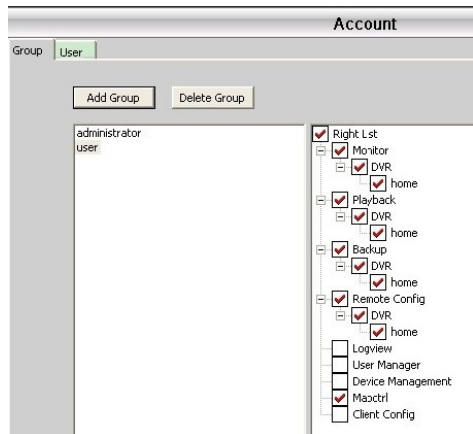 Account
Group
User
Add Group
Delete Group
administrator
user
Right List
Monitor
DVR
home
Playback
DVR
home
Backup
DVR
home
Remote Config
DVR
home
Logview
User Manager
Device Management
Mapctrl
Client Config